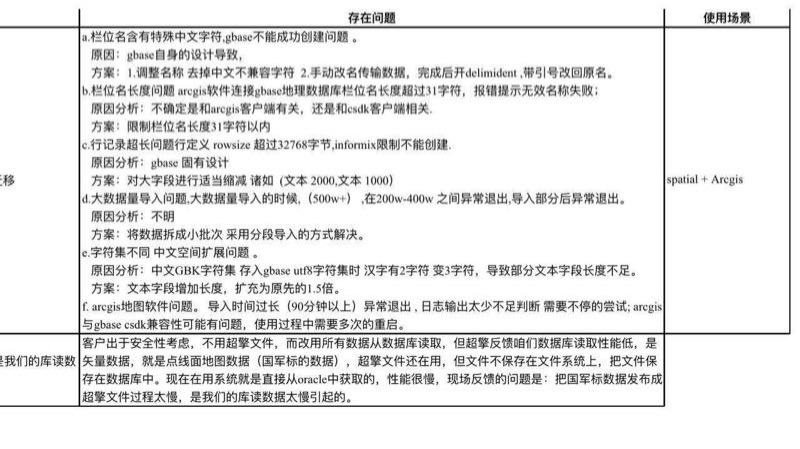 存在问题
使用场景
a.栏位名含有特殊中文字符,gbase不能成功创建问题 。
原因：gbase自身的设计导致,
方案：1.调整名称 去掉中文不兼容字符  2.手动改名传输数据，完成后开delimident ,带引号改回原名。
b.栏位名长度问题 arcgis软件连接gbase地理数据库栏位名长度超过31字符，报错提示无效名称失败；
原因分析：不确定是和arcgis客户端有关，还是和csdk客户端相关.
方案：限制栏位名长度31字符以内
c.行记录超长问题行定义 rowsize 超过32768字节,informix限制不能创建.
原因分析：gbase 固有设计
方案：对大字段进行适当缩减 诸如 (文本 2000,文本 1000)
d.大数据量导入问题,大数据量导入的时候,（500w+）,在200w-400w 之间异常退出,导入部分后异常退出。
原因分析：不明
方案：将数据拆成小批次 采用分段导入的方式解决。
e.字符集不同 中文空间扩展问题 。
原因分析：中文GBK字符集 存入gbase utf8字符集时 汉字有2字符 变3字符，导致部分文本字段长度不足。
方案：文本字段增加长度，扩充为原先的1.5倍。
f. arcgis地图软件问题。 导入时间过长（90分钟以上）异常退出 , 日志输出太少不足判断 需要不停的尝试; arcgis
与gbase csdk兼容性可能有问题，使用过程中需要多次的重启。
移
spatial + Arcgis
客户出于安全性考虑，不用超擎文件，而改用所有数据从数据库读取，但超擎反馈咱们数据库读取性能低，是
矢量数据，就是点线面地图数据（国军标的数据），超擎文件还在用，但文件不保存在文件系统上，把文件保
存在数据库中。现在在用系统就是直接从oracle中获取的，性能很慢，现场反馈的问题是：把国军标数据发布成
超擎文件过程太慢，是我们的库读数据太慢引起的。
是我们的库读数